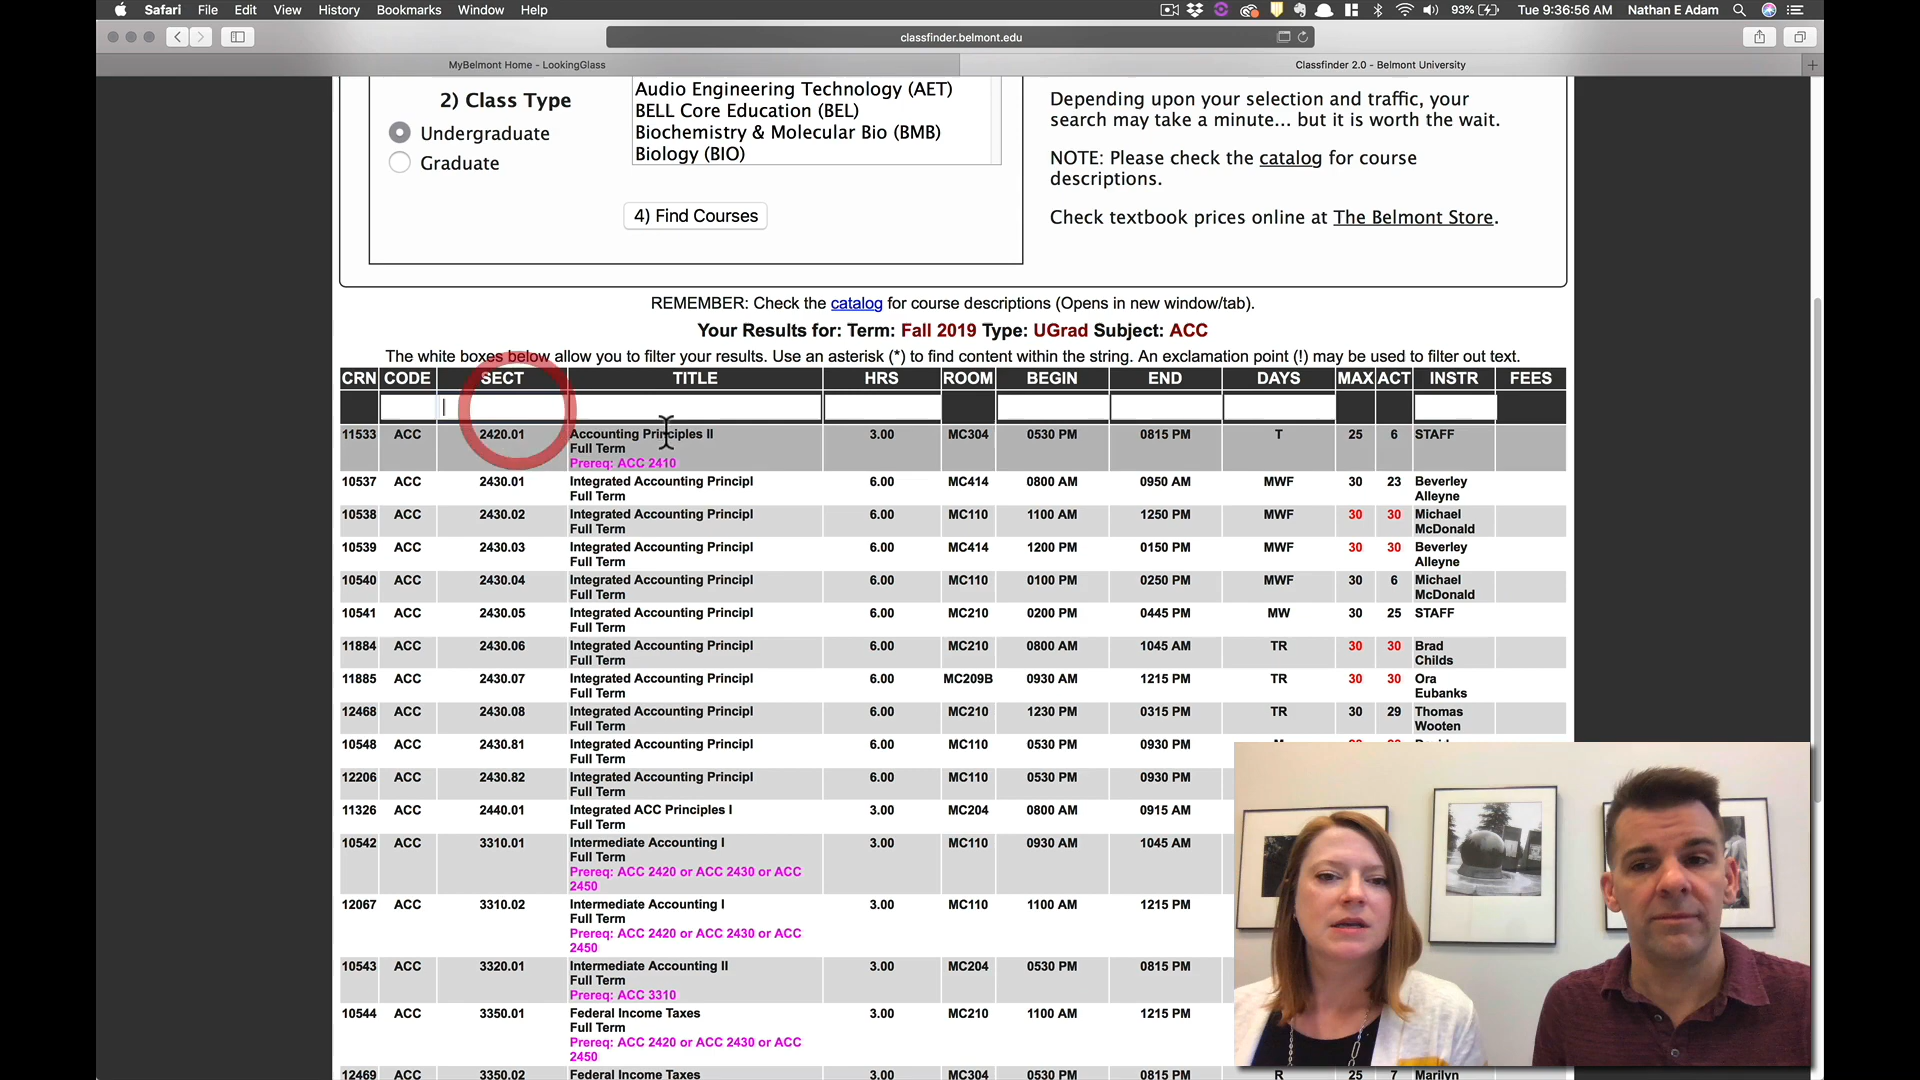 Safari File Edit View History Bookmarks Window Help 93% Tue 9:36:56 AM Nathan E Adam
classfinder.belmont.edu
MyBelmont Home - LookingGlass Classfinder 2.0 - Belmont University
2) Class Type
Undergraduate
Graduate
Audio Engineering Technology (AET)
BELL Core Education (BEL)
Biochemistry & Molecular Bio (BMB)
Biology (BIO)
4) Find Courses
Depending upon your selection and traffic, your
search may take a minute... but it is worth the wait.
NOTE: Please check the catalog for course
descriptions.
Check textbook prices online at The Belmont Store.
REMEMBER: Check the catalog for course descriptions (Opens in new window/tab).
Your Results for: Term: Fall 2019 Type: UGrad Subject: ACC
The white boxes below allow you to filter your results. Use an asterisk (*) to find content within the string. An exclamation point (!) may be used to filter out text.
CRN CODE SECT TITLE HRS ROOM BEGIN END DAYS MAX ACT INSTR FEES
11533 ACC 2420.01 Accounting Principles II 3.00 MC304 0530 PM 0815 PM T 25 6 STAFF
Full Term
Prereq: ACC 2410
10537 ACC 2430.01 Integrated Accounting Principl 6.00 MC414 0800 AM 0950 AM MWF 30 23 Beverley
Full Term Alleyne
10538 ACC 2430.02 Integrated Accounting Principl 6.00 MC110 1100 AM 1250 PM MWF 30 30 Michael
Full Term McDonald
10539 ACC 2430.03 Integrated Accounting Principl 6.00 MC414 1200 PM 0150 PM MWF 30 30 Beverley
Full Term Alleyne
10540 ACC 2430.04 Integrated Accounting Principl 6.00 MC110 0100 PM 0250 PM MWF 30 6 Michael
Full Term McDonald
10541 ACC 2430.05 Integrated Accounting Principl 6.00 MC210 0200 PM 0445 PM MW 30 25 STAFF
Full Term
11884 ACC 2430.06 Integrated Accounting Principl 6.00 MC210 0800 AM 1045 AM TR 30 30 Brad
Full Term Childs
11885 ACC 2430.07 Integrated Accounting Principl 6.00 MC209B 0930 AM 1215 PM TR 30 30 Ora
Full Term Eubanks
12468 ACC 2430.08 Integrated Accounting Principl 6.00 MC210 1230 PM 0315 PM TR 30 29 Thomas
Full Term Wooten
10548 ACC 2430.81 Integrated Accounting Principl 6.00 MC110 0530 PM 0930 PM
Full Term
12206 ACC 2430.82 Integrated Accounting Principl 6.00 MC110 0530 PM 0930 PM
Full Term
11326 ACC 2440.01 Integrated ACC Principles I 3.00 MC204 0800 AM 0915 AM
Full Term
10542 ACC 3310.01 Intermediate Accounting I 3.00 MC110 0930 AM 1045 AM
Full Term
Prereq: ACC 2420 or ACC 2430 or ACC
2450
12067 ACC 3310.02 Intermediate Accounting I 3.00 MC110 1100 AM 1215 PM
Full Term
Prereq: ACC 2420 or ACC 2430 or ACC
2450
10543 ACC 3320.01 Intermediate Accounting II 3.00 MC204 0530 PM 0815 PM
Full Term
Prereq: ACC 3310
10544 ACC 3350.01 Federal Income Taxes 3.00 MC210 1100 AM 1215 PM
Full Term
Prereq: ACC 2420 or ACC 2430 or ACC
2450
12469 ACC 3350.02 Federal Income Taxes 3.00 MC304 0530 PM 0815 PM R 25 7 Marilyn